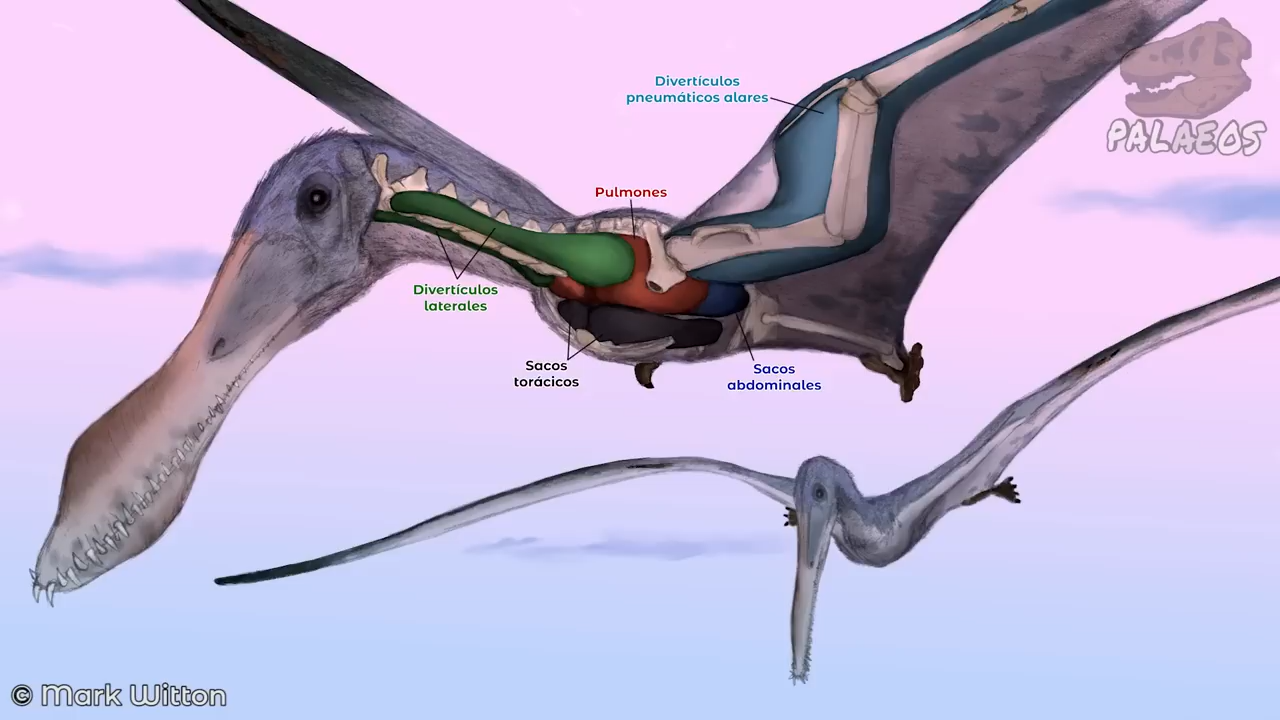 PALAEOS
Divertículos
pneumáticos alares
Pulmones
Divertículos
laterales
Sacos
torácicos
Sacos
abdominales
© Mark Witton